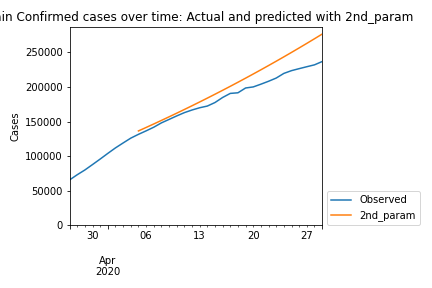 in Confirmed cases over time: Actual and predicted with 2nd_param
Cases
250000
200000
150000
100000
50000
0
30 06 13 20 27
Apr
2020
Observed
2nd_param